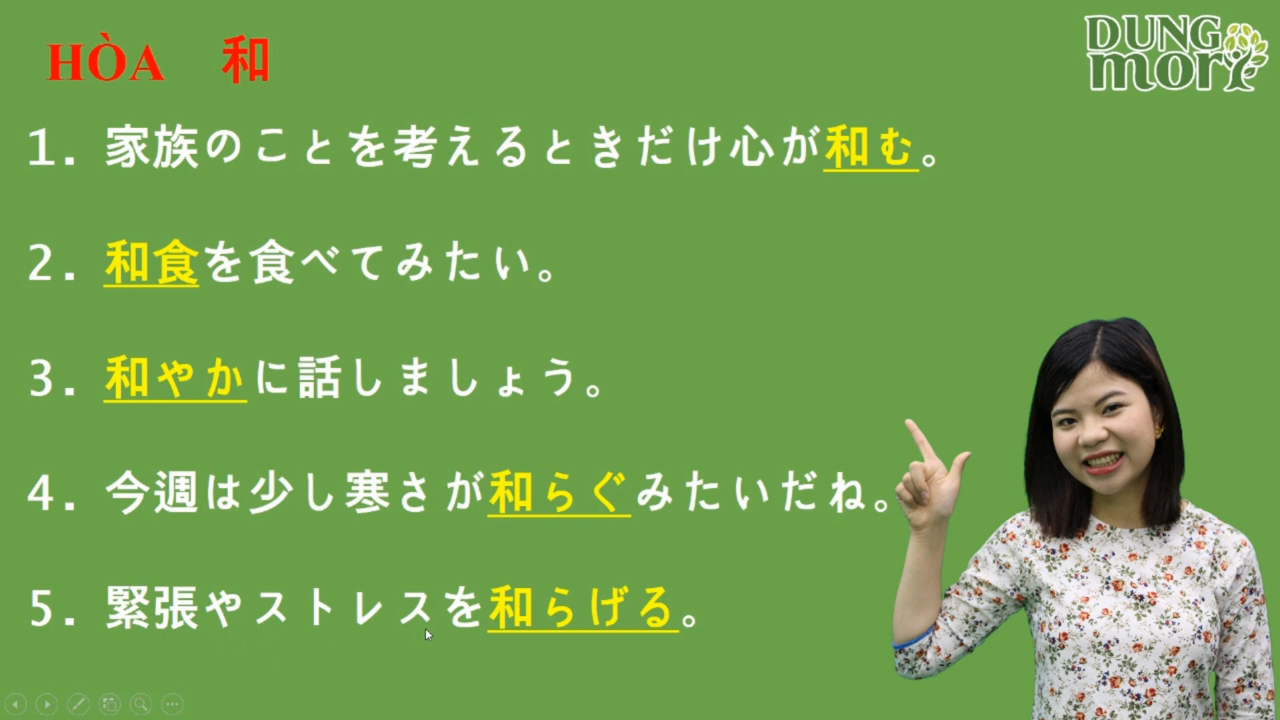 HÒA 和
DUNG
mori
1. 家族のことを考えるときだけ心が和む。
2. 和食を食べてみたい。
3. 和やかに話しましょう。
4. 今週は少し寒さが和らぐみたいだね。
5. 緊張やストレスを和らげる。